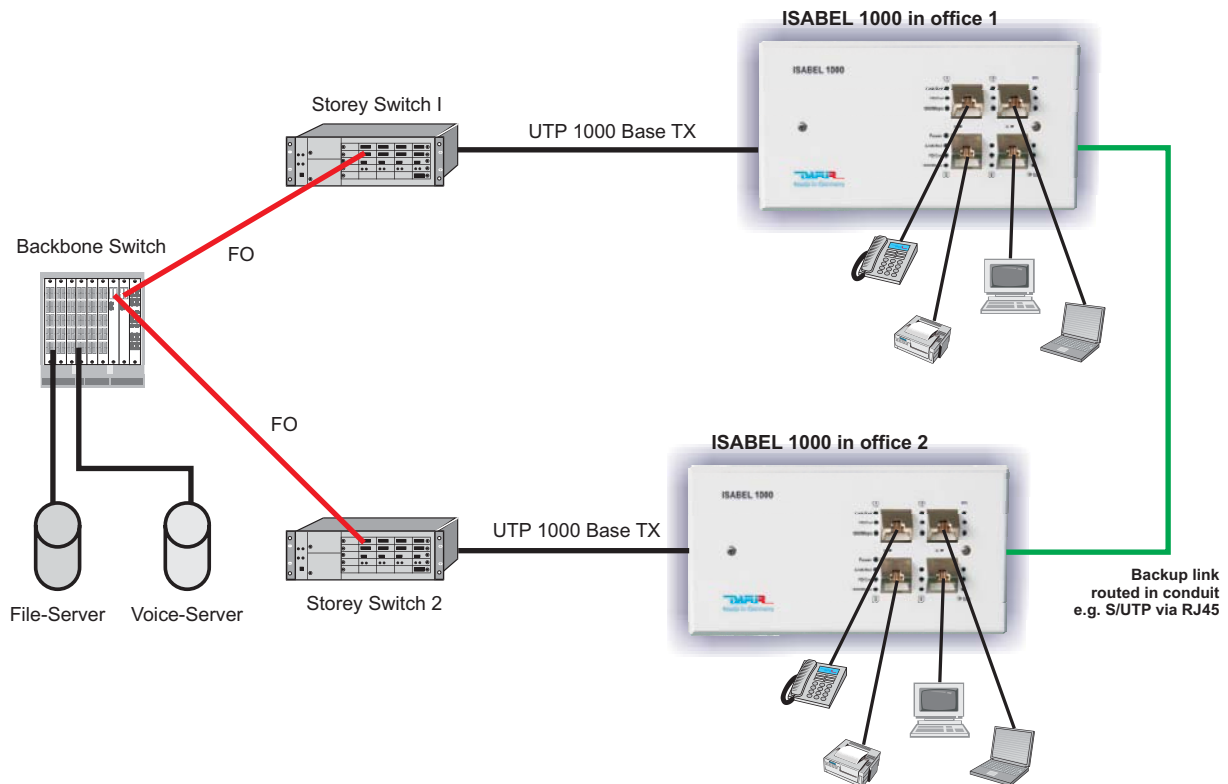 ISABEL 1000 in office 1
ISABEL 1000
Storey Switch I
UTP 1000 Base TX
Backbone Switch
FO
FO
ISABEL 1000 in office 2
ISABEL 1000
UTP 1000 Base TX
Storey Switch 2
File-Server
Voice-Server
Backup link
routed in conduit
e.g. S/UTP via RJ45